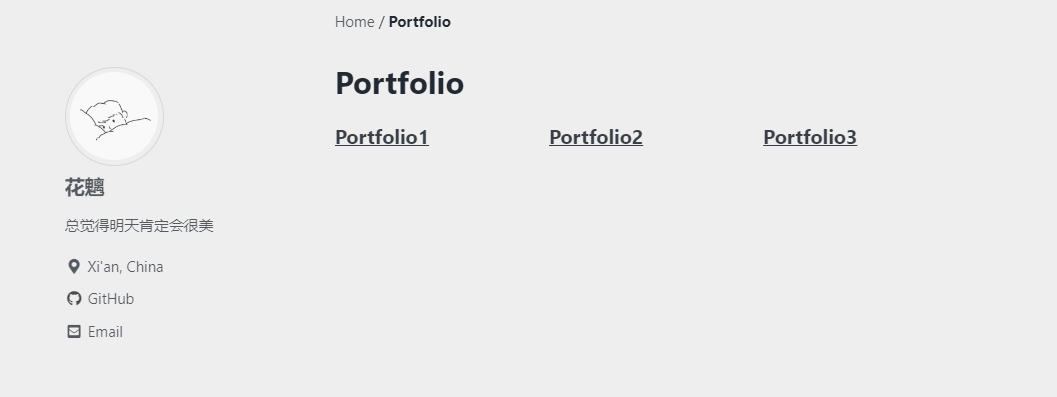 Home / Portfolio
Portfolio
Portfolio1 Portfolio2 Portfolio3
花魑
总觉得明天肯定会很美
Xi'an, China
GitHub
Email